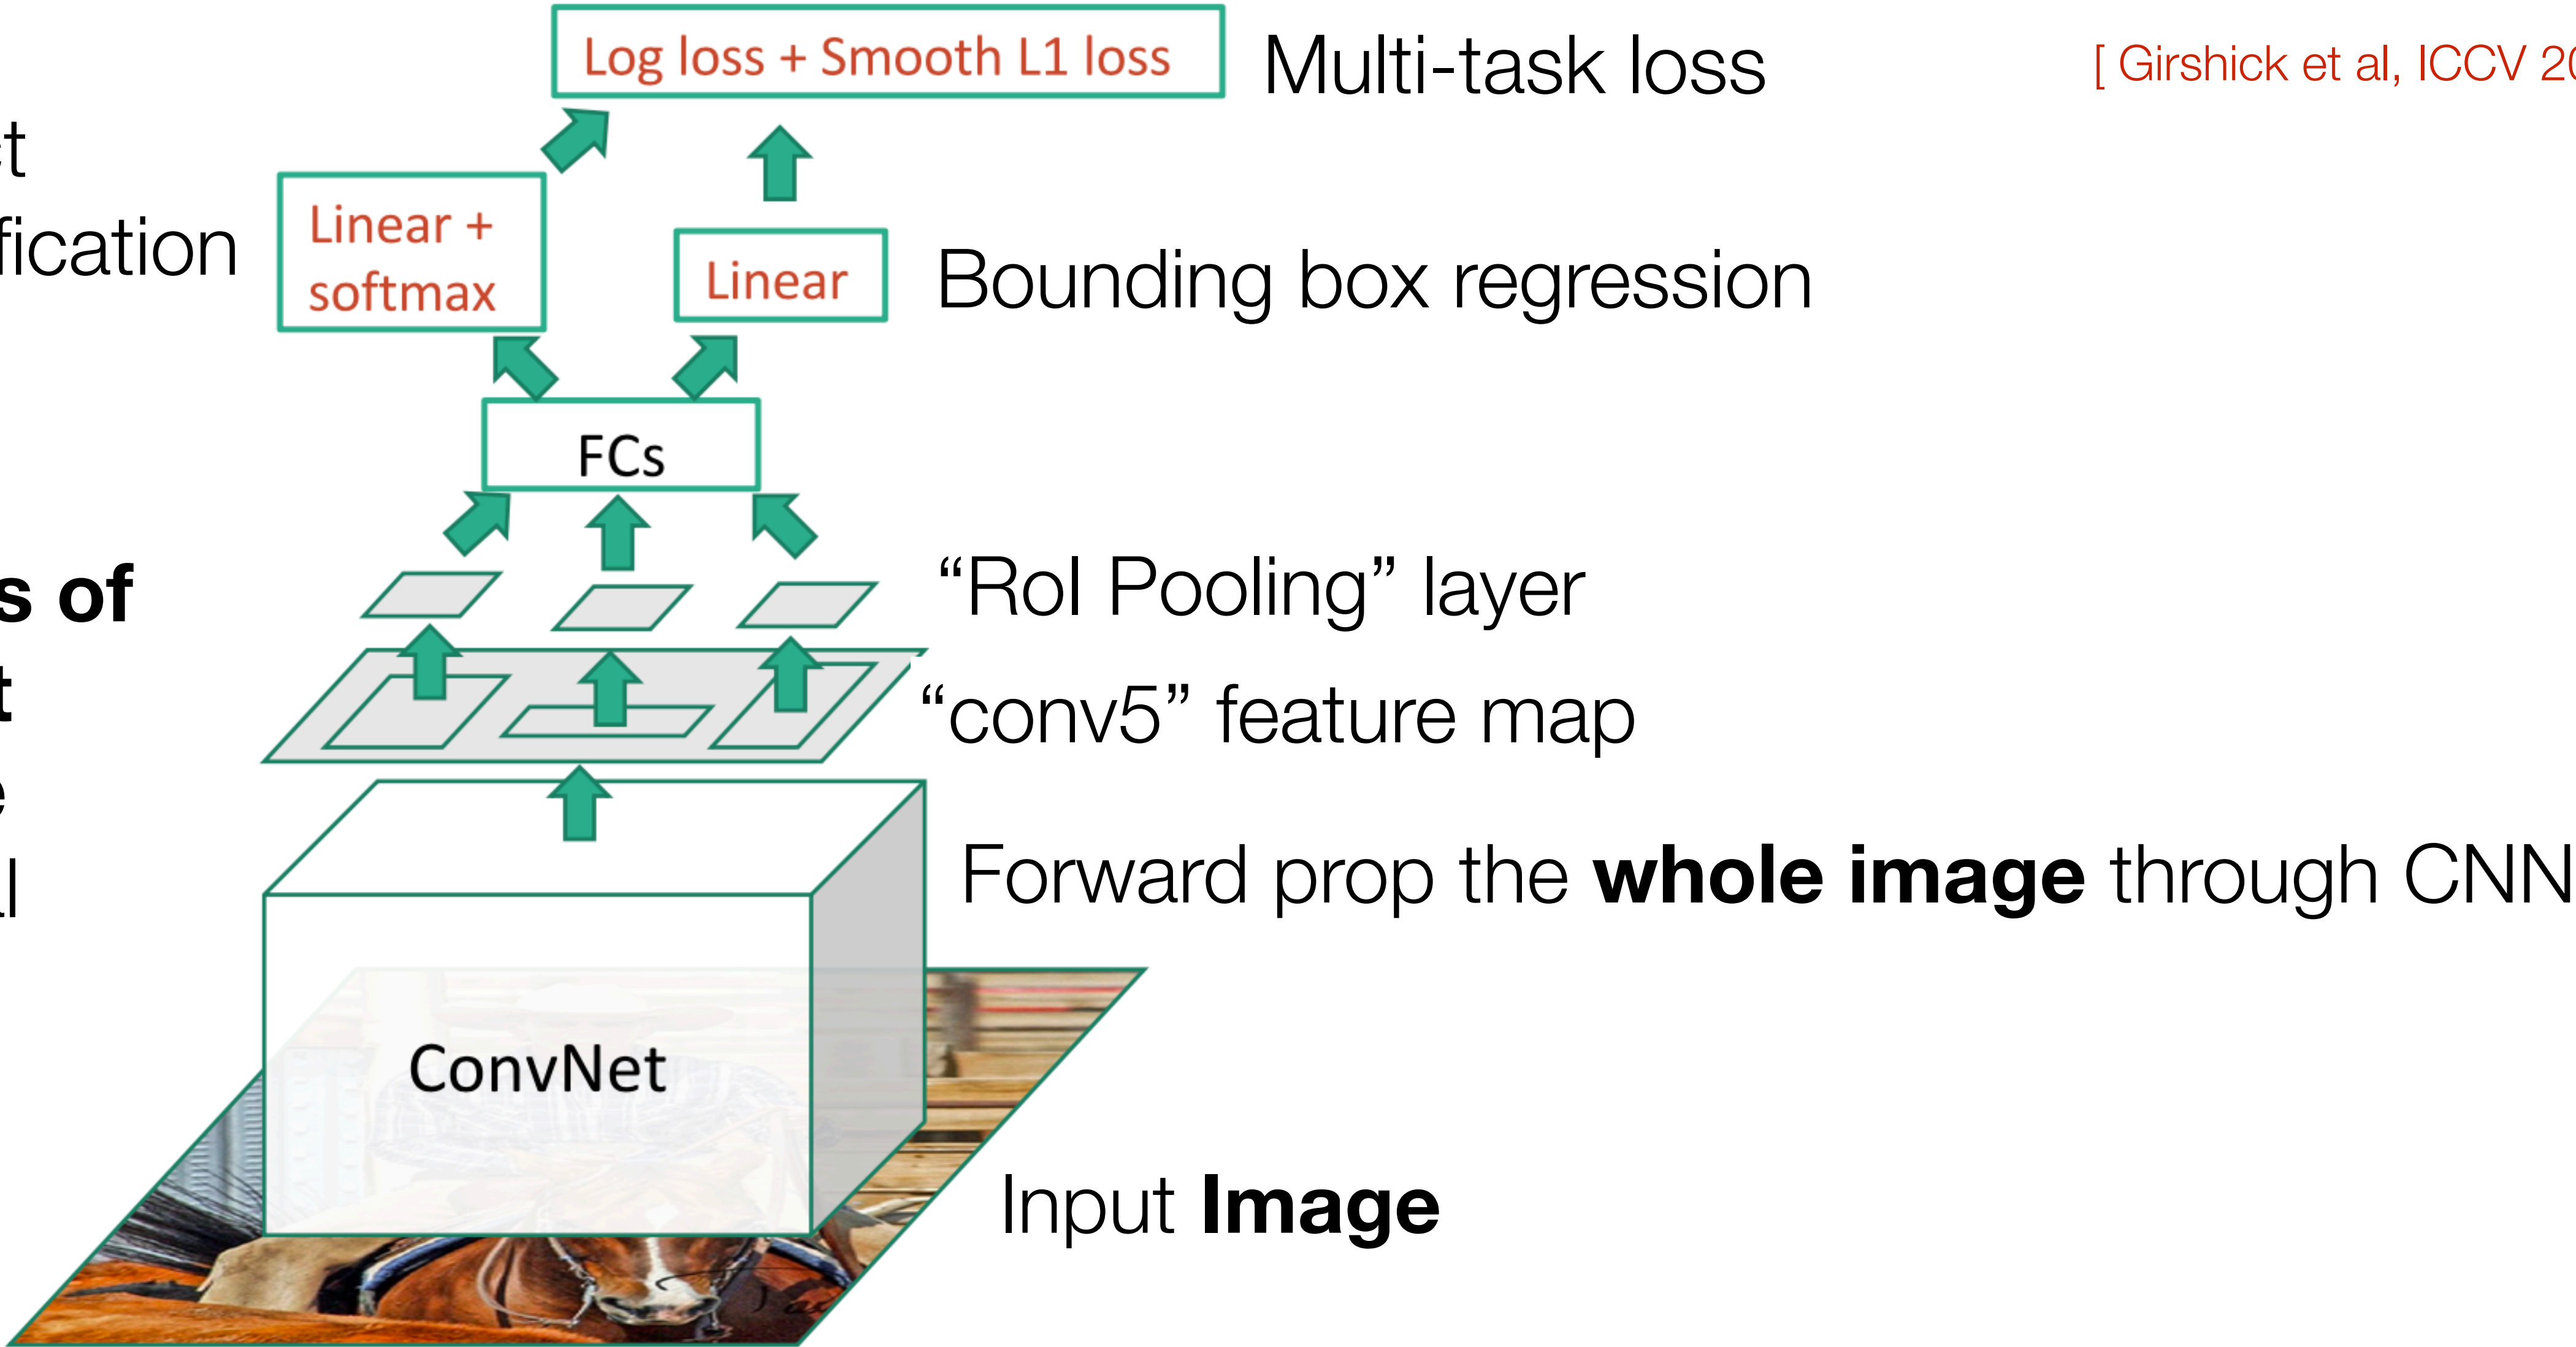 Log loss + Smooth L1 loss
Multi-task loss
[ Girshick et al, ICCV
fication
Linear +
softmax
Linear
Bounding box regression
FCs
s of
"RoI Pooling" layer
"conv5" feature map
Forward prop the whole image through CNN
ConvNet
Input Image